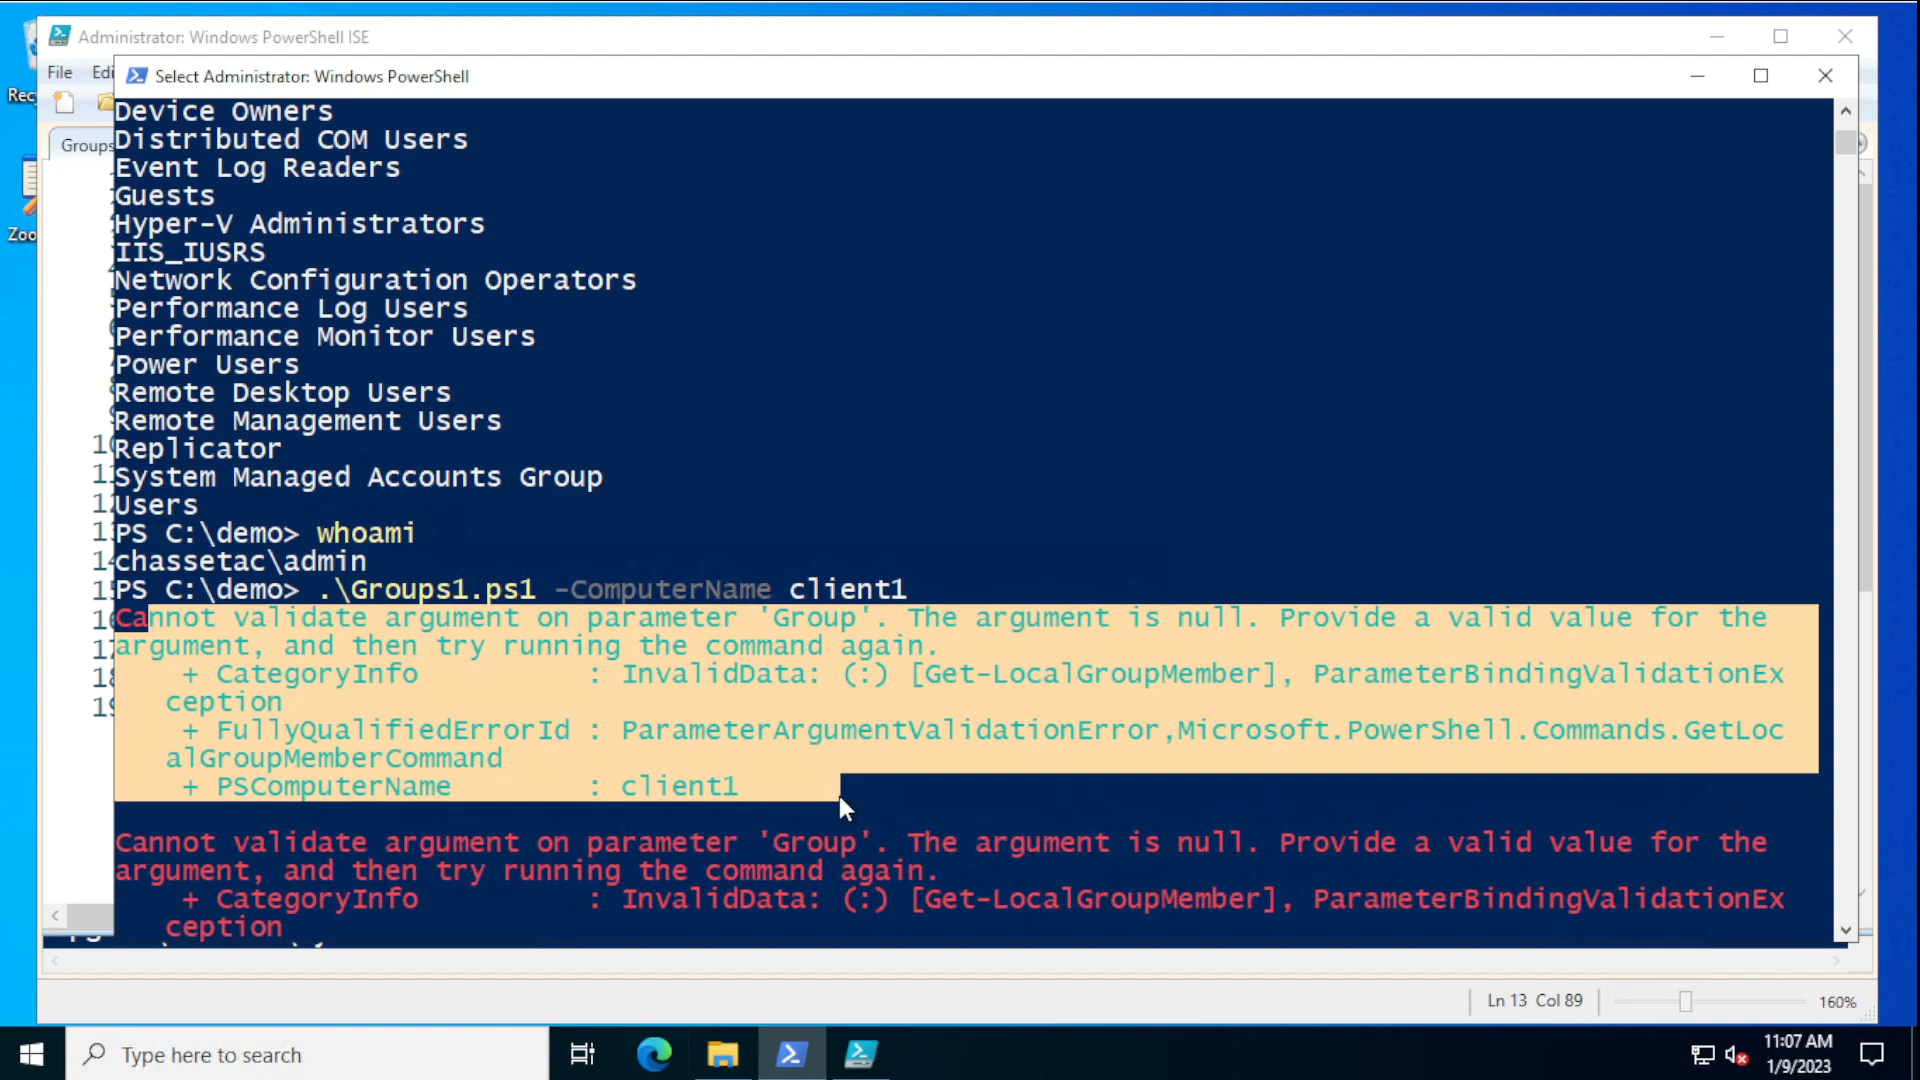 Administrator: Windows PowerShell ISE
File Edi
Select Administrator: Windows PowerShell
Groups
Device Owners
Distributed COM Users
Event Log Readers
Guests
Hyper-V Administrators
IIS_IUSRS
Network Configuration Operators
Performance Log Users
Performance Monitor Users
Power Users
Remote Desktop Users
Remote Management Users
Replicator
System Managed Accounts Group
Users
PS C:\demo> whoami
chassetac\admin
PS C:\demo> .\Groups1.ps1 -ComputerName client1
Cannot validate argument on parameter 'Group'. The argument is null. Provide a valid value for the
argument, and then try running the command again.
+ CategoryInfo : InvalidData: (:) [Get-LocalGroupMember], ParameterBindingValidationEx
ception
+ FullyQualifiedErrorId : ParameterArgumentValidationError,Microsoft.PowerShell.Commands.GetLoc
alGroupMemberCommand
+ PSComputerName : client1
Cannot validate argument on parameter 'Group'. The argument is null. Provide a valid value for the
argument, and then try running the command again.
+ CategoryInfo : InvalidData: (:) [Get-LocalGroupMember], ParameterBindingValidationEx
ception
Ln 13 Col 89
160%
Type here to search
11:07 AM
1/9/2023